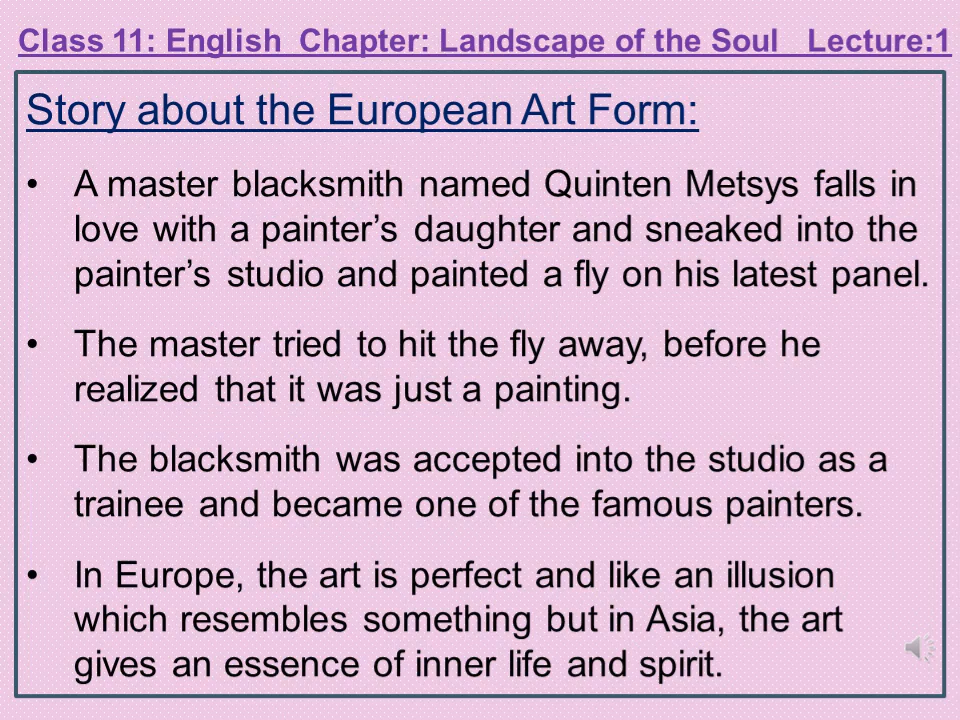 Class 11: English  Chapter: Landscape of the Soul   Lecture:1
Story about the European Art Form:
• A master blacksmith named Quinten Metsys falls in
love with a painter’s daughter and sneaked into the
painter’s studio and painted a fly on his latest panel.
• The master tried to hit the fly away, before he
realized that it was just a painting.
• The blacksmith was accepted into the studio as a
trainee and became one of the famous painters.
• In Europe, the art is perfect and like an illusion
which resembles something but in Asia, the art
gives an essence of inner life and spirit.